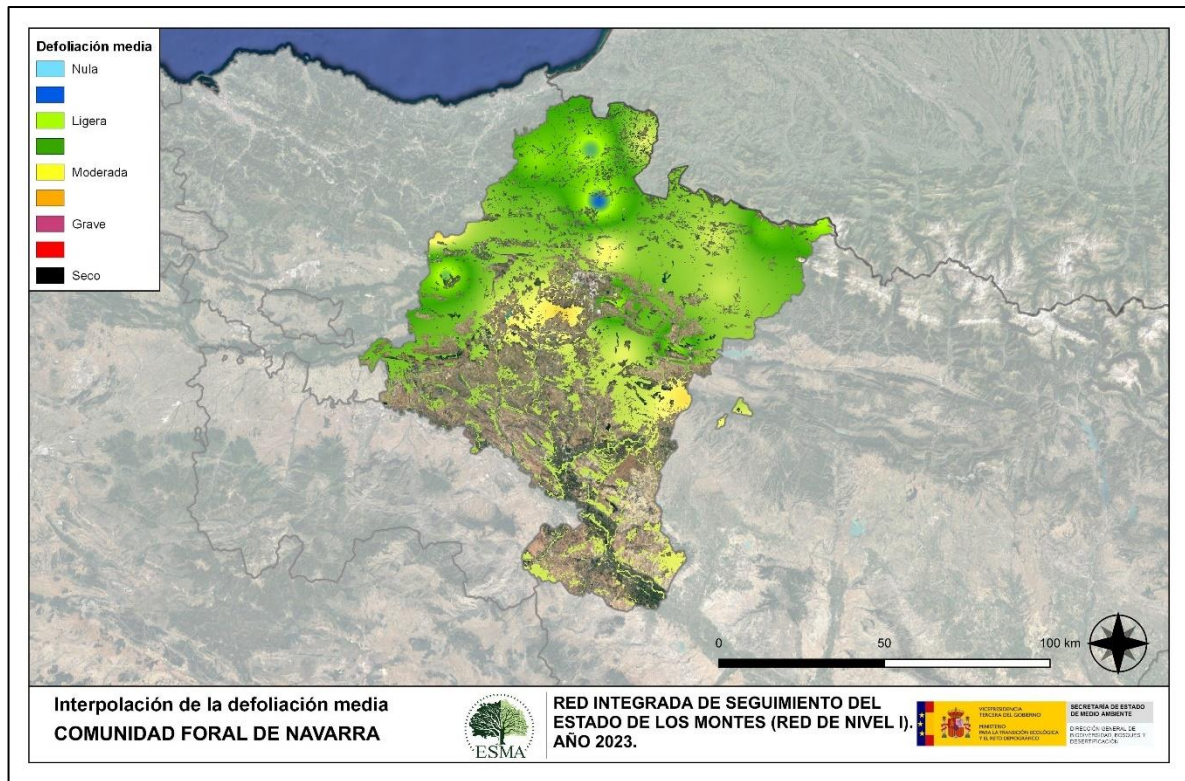 Defoliación media
Nula
Ligera
Moderada
Grave
Seco
0 50 100 km
Interpolación de la defoliación media
COMUNIDAD FORAL DE NAVARRA
ESMA
RED INTEGRADA DE SEGUIMIENTO DEL
ESTADO DE LOS MONTES (RED DE NIVEL I).
AÑO 2023.
VICEPRESIDENCIA
TERCERA DEL GOBIERNO
MINISTERIO
PARA LA TRANSICIÓN ECOLÓGICA
Y EL RETO DEMOGRÁFICO
SECRETARÍA DE ESTADO
DE MEDIO AMBIENTE
DIRECCIÓN GENERAL DE
BIODIVERSIDAD, BOSQUES Y
DESERTIFICACIÓN